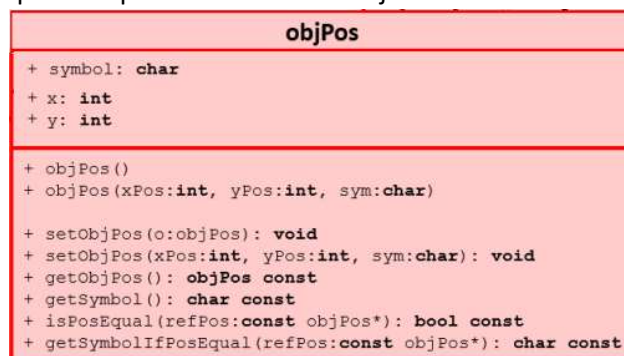 objPos
+ symbol: char
+ x: int
+ y: int
+ objPos()
+ objPos(xPos:int, yPos:int, sym:char)
+ setObjPos(o:objPos): void
+ setObjPos(xPos:int, yPos:int, sym:char): void
+ getObjPos(): objPos const
+ getSymbol(): char const
+ isPosEqual(refPos:const objPos*): bool const
+ getSymbolIfPosEqual(refPos:const objPos*): char const